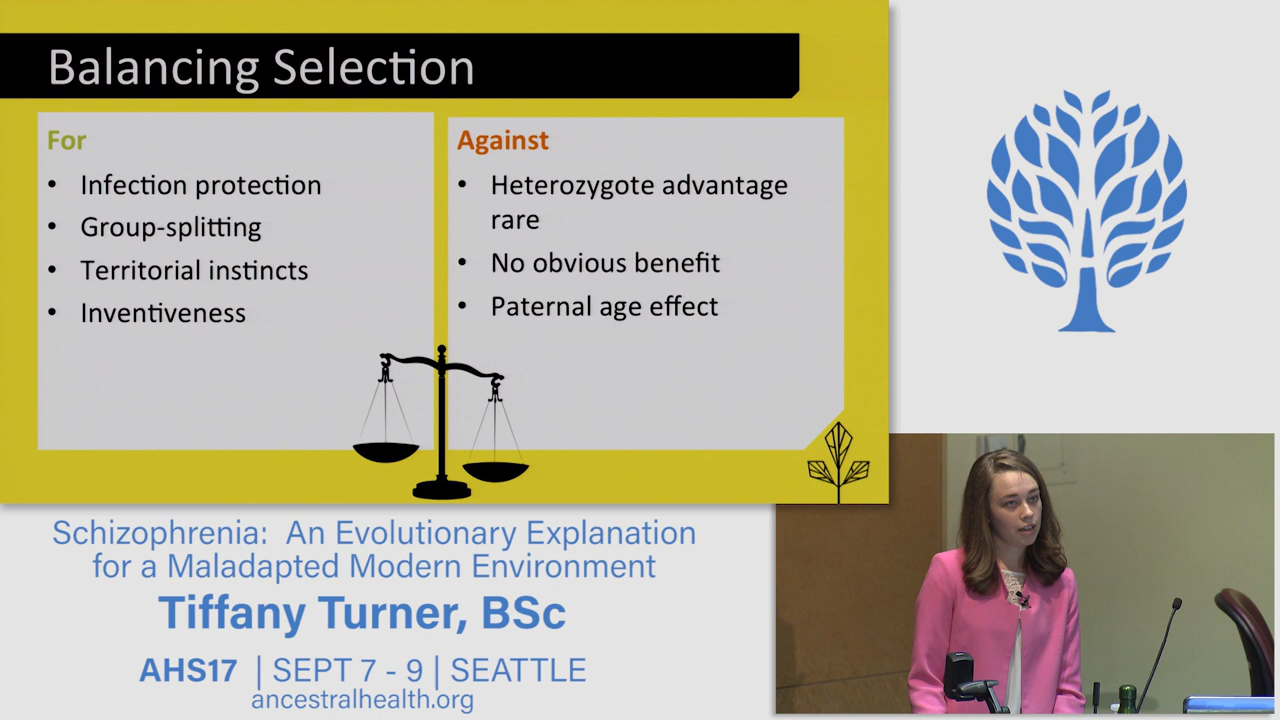 Balancing Selection
For
• Infection protection
• Group-splitting
• Territorial instincts
• Inventiveness
Against
• Heterozygote advantage
rare
• No obvious benefit
• Paternal age effect
Schizophrenia: An Evolutionary Explanation
for a Maladapted Modern Environment
Tiffany Turner, BSc
AHS17 | SEPT 7 - 9 | SEATTLE
ancestralhealth.org